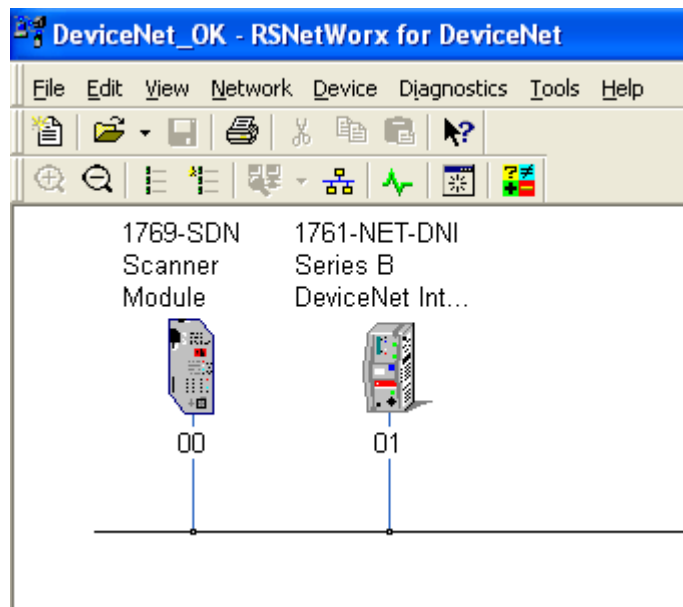 DeviceNet_OK - RSNetWorx for DeviceNet
File Edit View Network Device Diagnostics Tools Help
1769-SDN
Scanner
Module
1761-NET-DNI
Series B
DeviceNet Int...
00
01